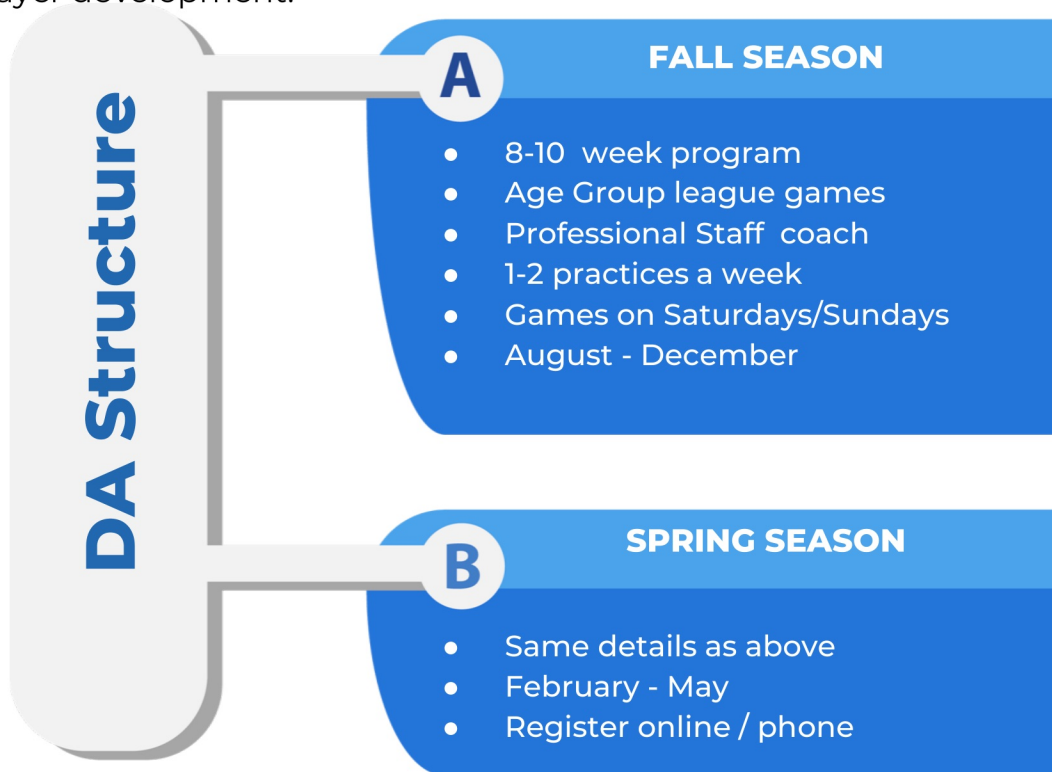 development.
DA Structure
A
FALL SEASON
● 8-10 week program
● Age Group league games
● Professional Staff coach
● 1-2 practices a week
● Games on Saturdays/Sundays
● August - December
B
SPRING SEASON
● Same details as above
● February - May
● Register online / phone